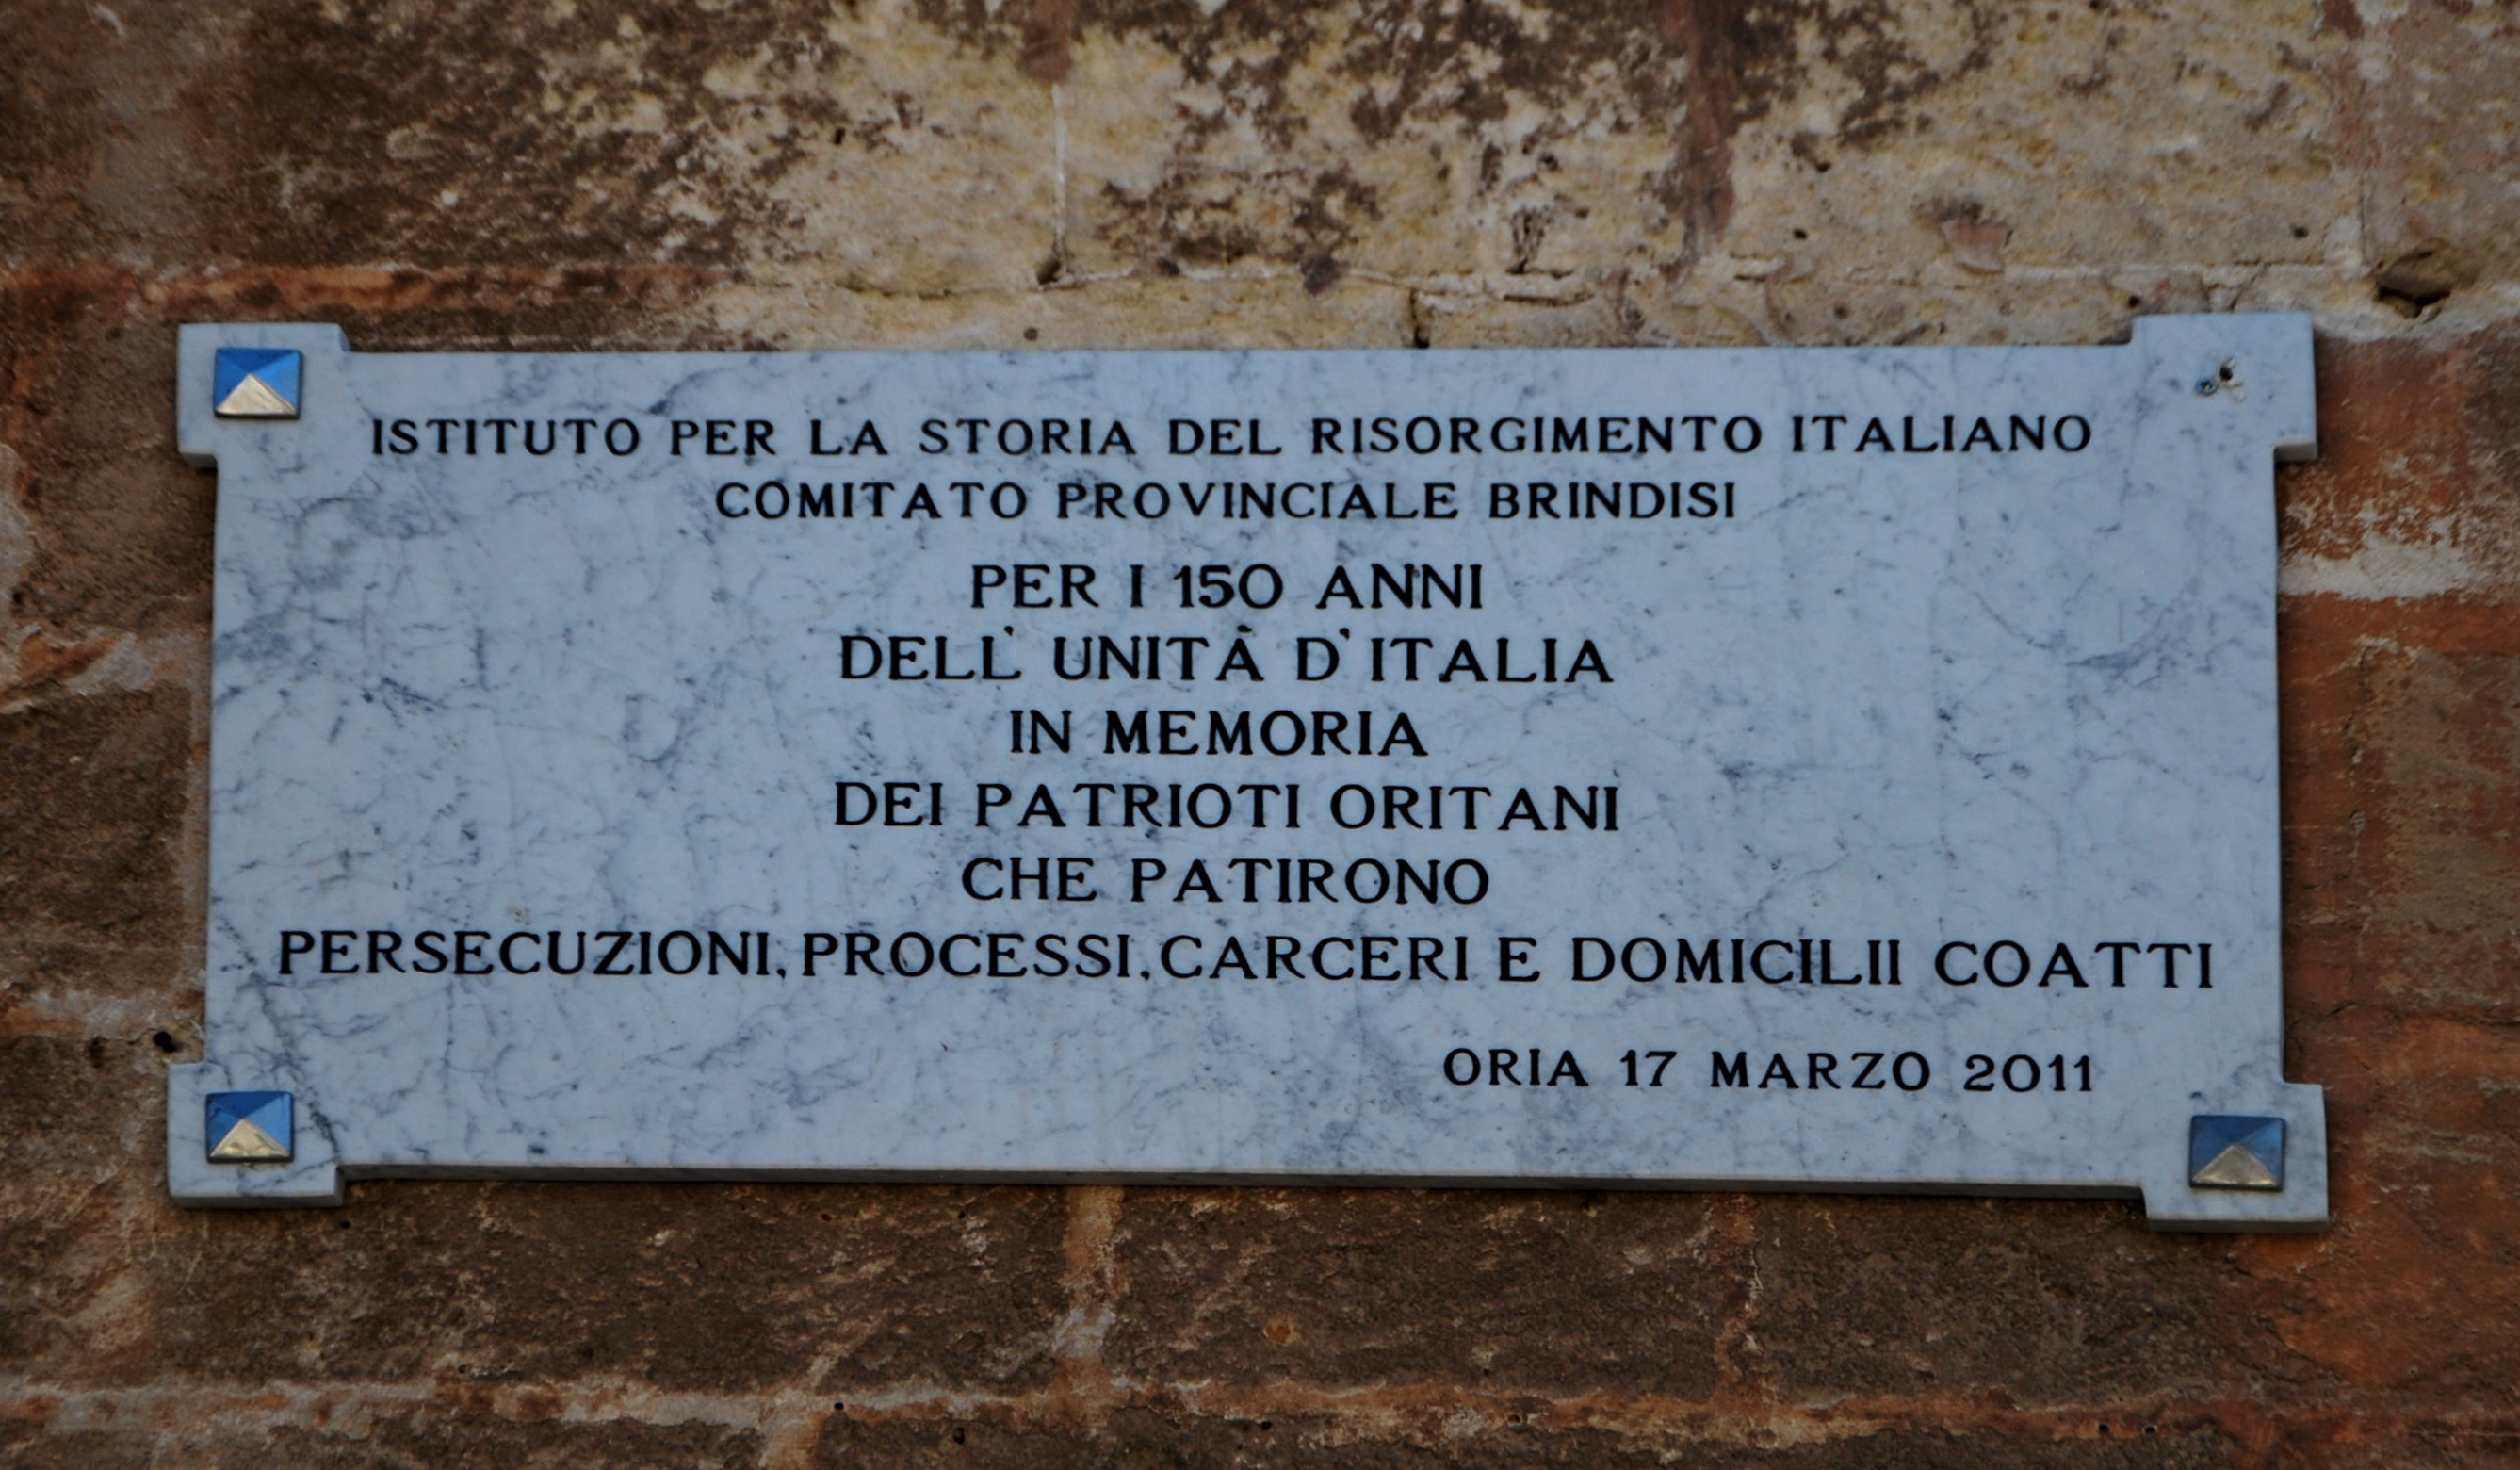 ISTITUTO PER LA STORIA DEL RISORGIMENTO ITALIANO
COMITATO PROVINCIALE BRINDISI
PER I 150 ANNI
DELL' UNITÀ D'ITALIA
IN MEMORIA
DEI PATRIOTI ORITANI
CHE PATIRONO
PERSECUZIONI, PROCESSI, CARCERI E DOMICILII COATTI
ORIA 17 MARZO 2011